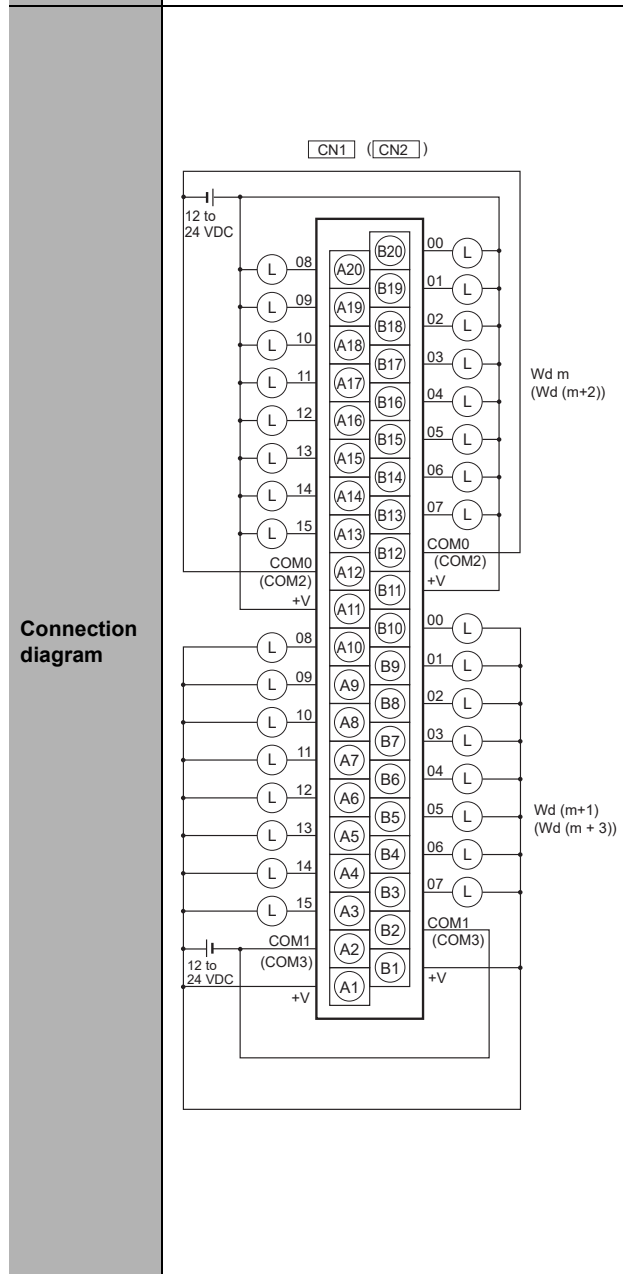 Connection
diagram
CN1 (CN2)
12 to
24 VDC
08
09
10
11
12
13
14
15
COM0
(COM2)
+V
L
L
L
L
L
L
L
L
A20
A19
A18
A17
A16
A15
A14
A13
A12
A11
B20
B19
B18
B17
B16
B15
B14
B13
B12
B11
00
01
02
03
04
05
06
07
COM0
(COM2)
+V
L
L
L
L
L
L
L
L
Wd m
(Wd (m+2))
08
09
10
11
12
13
14
15
COM1
(COM3)
+V
L
L
L
L
L
L
L
L
12 to
24 VDC
A10
A9
A8
A7
A6
A5
A4
A3
A2
A1
B10
B9
B8
B7
B6
B5
B4
B3
B2
B1
00
01
02
03
04
05
06
07
COM1
(COM3)
+V
L
L
L
L
L
L
L
L
Wd (m+1)
(Wd (m + 3))